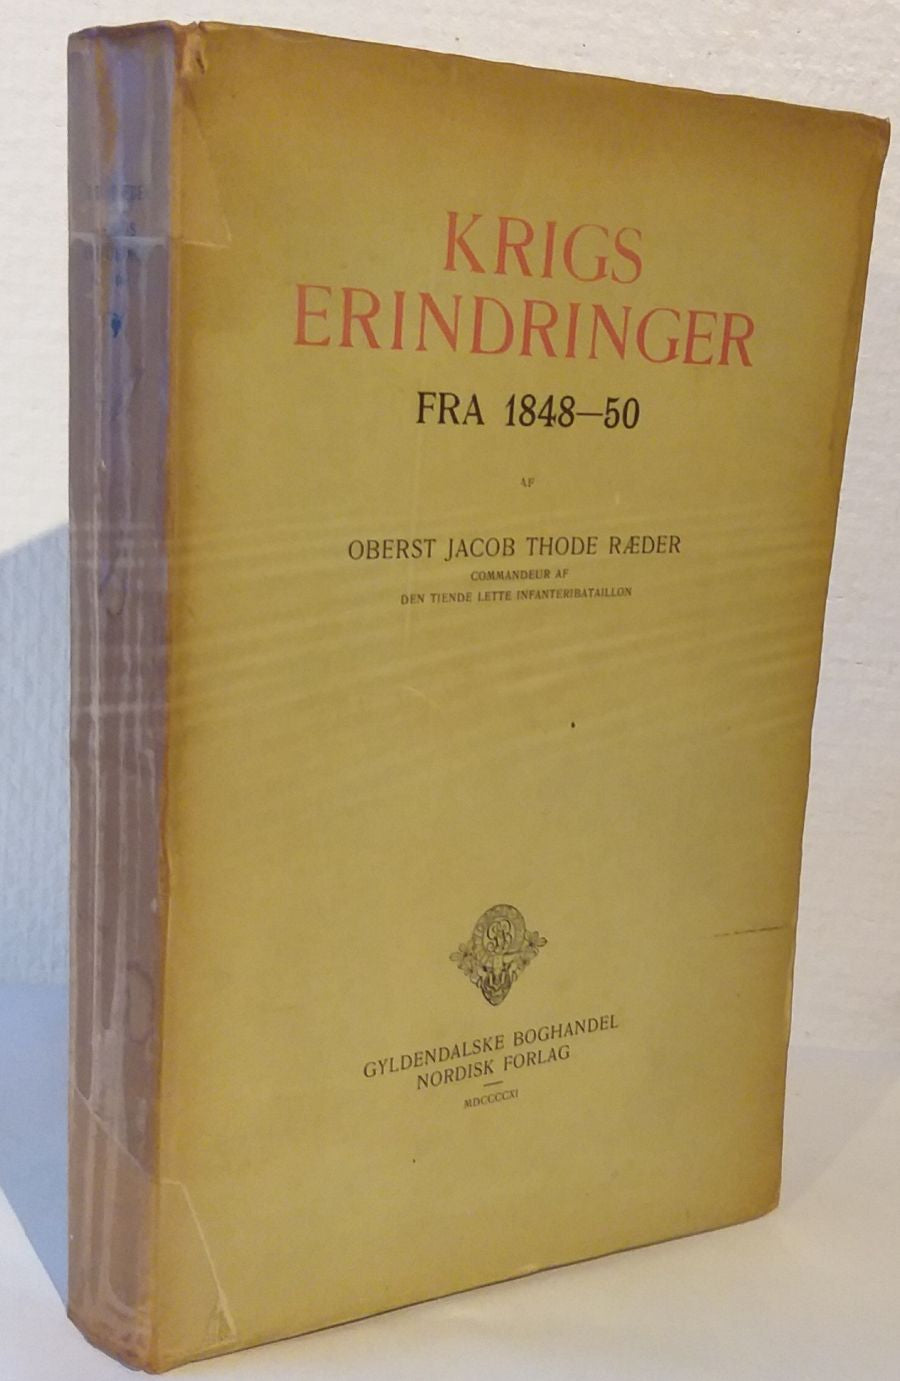 KRIGS
ERINDRINGER
FRA 1848—50
AF
OBERST JACOB THODE RÆDER
COMMANDEUR AF
DEN TIENDE LETTE INFANTERIBATAILLON
GYLDENDALSKE BOGHANDEL
NORDISK FORLAG
MDCCCCXI